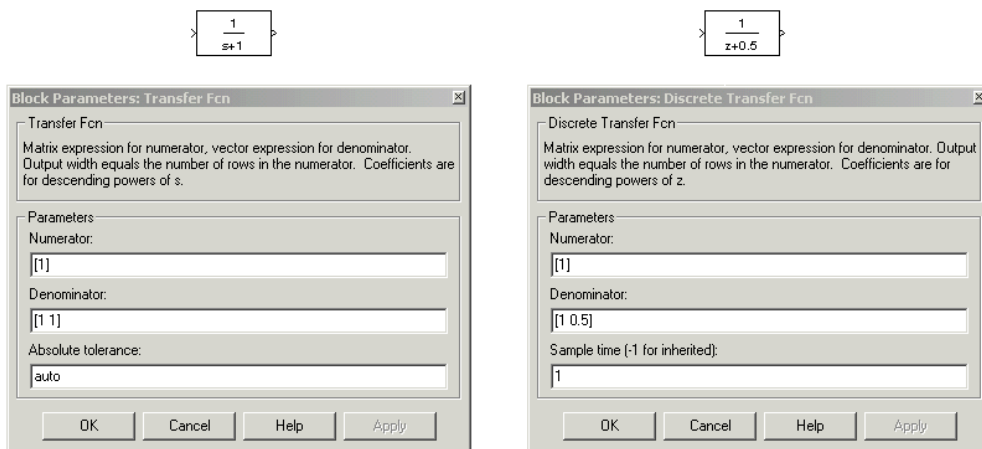 1
s+1
1
z+0.5
Block Parameters: Transfer Fcn
Transfer Fcn
Matrix expression for numerator, vector expression for denominator.
Output width equals the number of rows in the numerator. Coefficients are
for descending powers of s.
Parameters
Numerator:
[1]
Denominator:
[1 1]
Absolute tolerance:
auto
OK Cancel Help Apply
Block Parameters: Discrete Transfer Fcn
Discrete Transfer Fcn
Matrix expression for numerator, vector expression for denominator. Output
width equals the number of rows in the numerator. Coefficients are for
descending powers of z.
Parameters
Numerator:
[1]
Denominator:
[1 0.5]
Sample time (-1 for inherited):
1
OK Cancel Help Apply